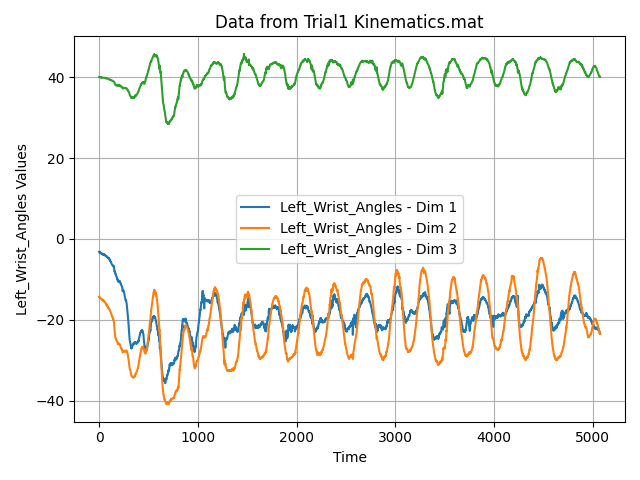 Data from Trial1 Kinematics.mat
Left_Wrist_Angles Values
40
20
0
−20
−40
Left_Wrist_Angles - Dim 1
Left_Wrist_Angles - Dim 2
Left_Wrist_Angles - Dim 3
0 1000 2000 3000 4000 5000
Time